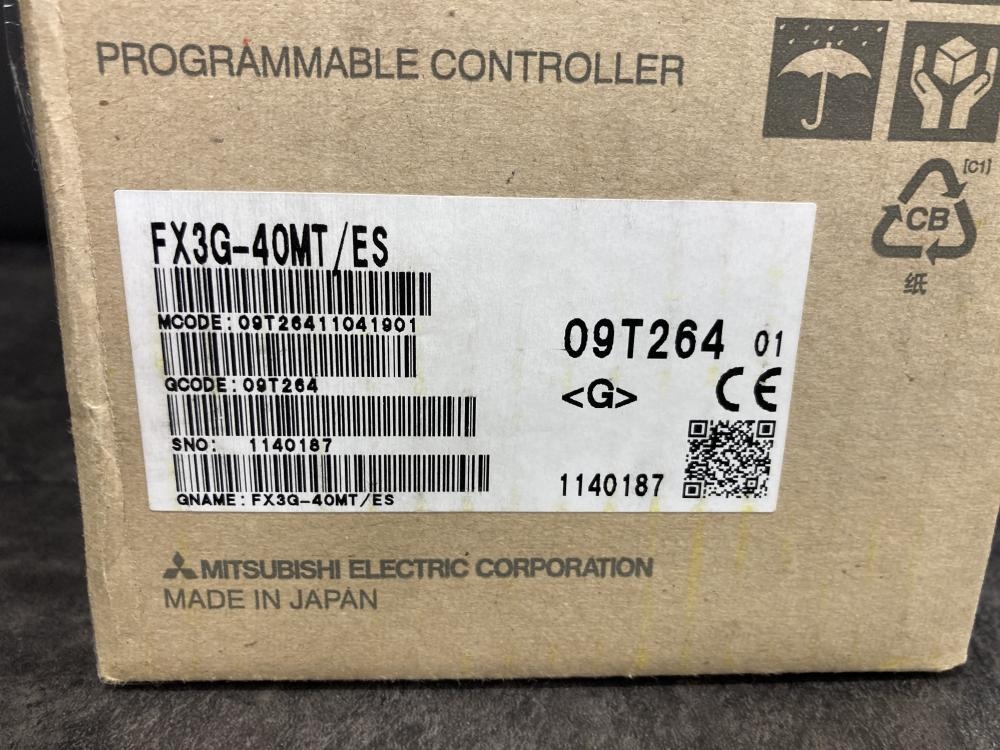 PROGRAMMABLE CONTROLLER
[C1]
CB
纸
FX3G-40MT/ES
MCODE:09T26411041901
GCODE:09T264
SNO: 1140187
GNAME:FX3G-40MT/ES
09T264 01
<G> CE
1140187
MITSUBISHI ELECTRIC CORPORATION
MADE IN JAPAN